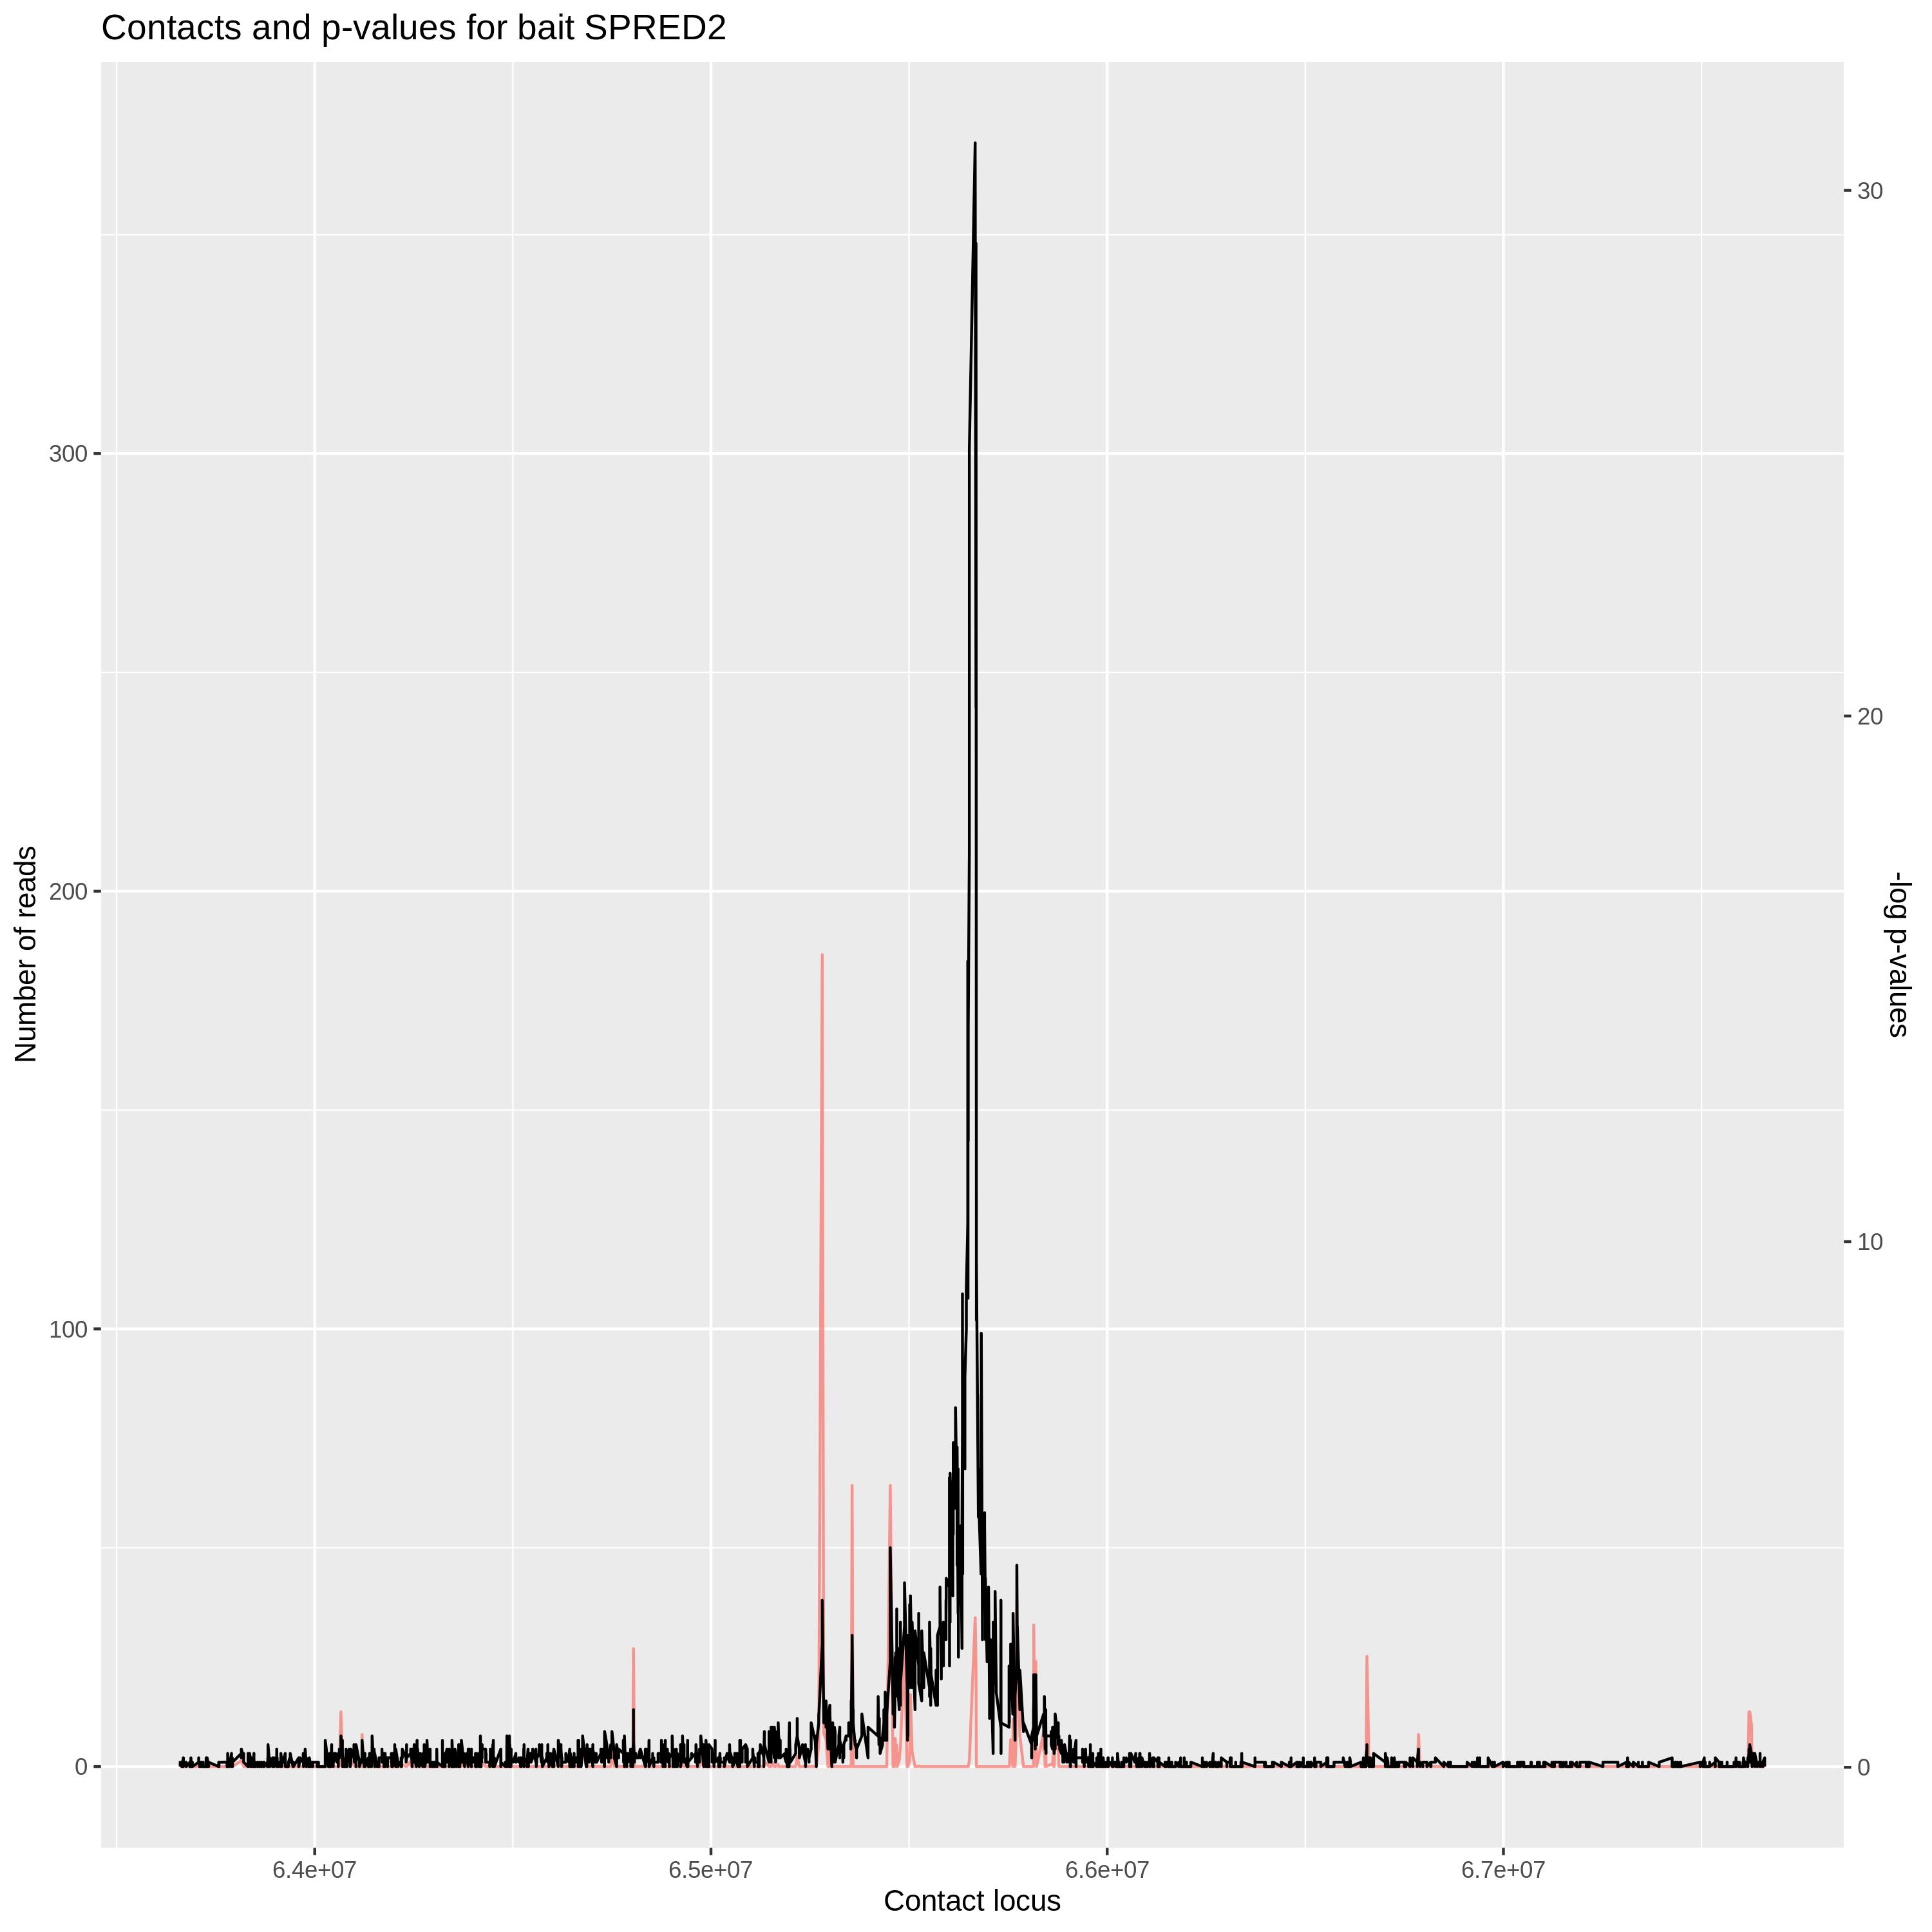 Contacts and p-values for bait SPRED2
Number of reads
300
200
100
0
30
20
10
0
-log p-values
6.4e+07
6.5e+07
6.6e+07
6.7e+07
Contact locus